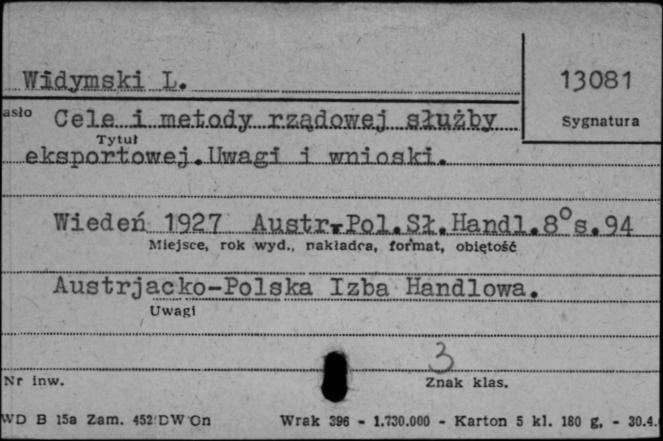 Widymski L.
13081
asło
Cele i metody rządowej służby
Sygnatura
Tytuł
eksportowej.Uwagi i wnioski.
Wiedeń 1927 Austr.Pol.Sł.Handl.8°s.94
Miejsce, rok wyd., nakładca, format, objętość
Austrjacko-Polska Izba Handlowa.
Uwagi
3
Nr inw.
Znak klas.
WD B 15a Zam. 452 DW On Wrak 396 - 1.730.000 - Karton 5 kl. 180 g, - 30.4.